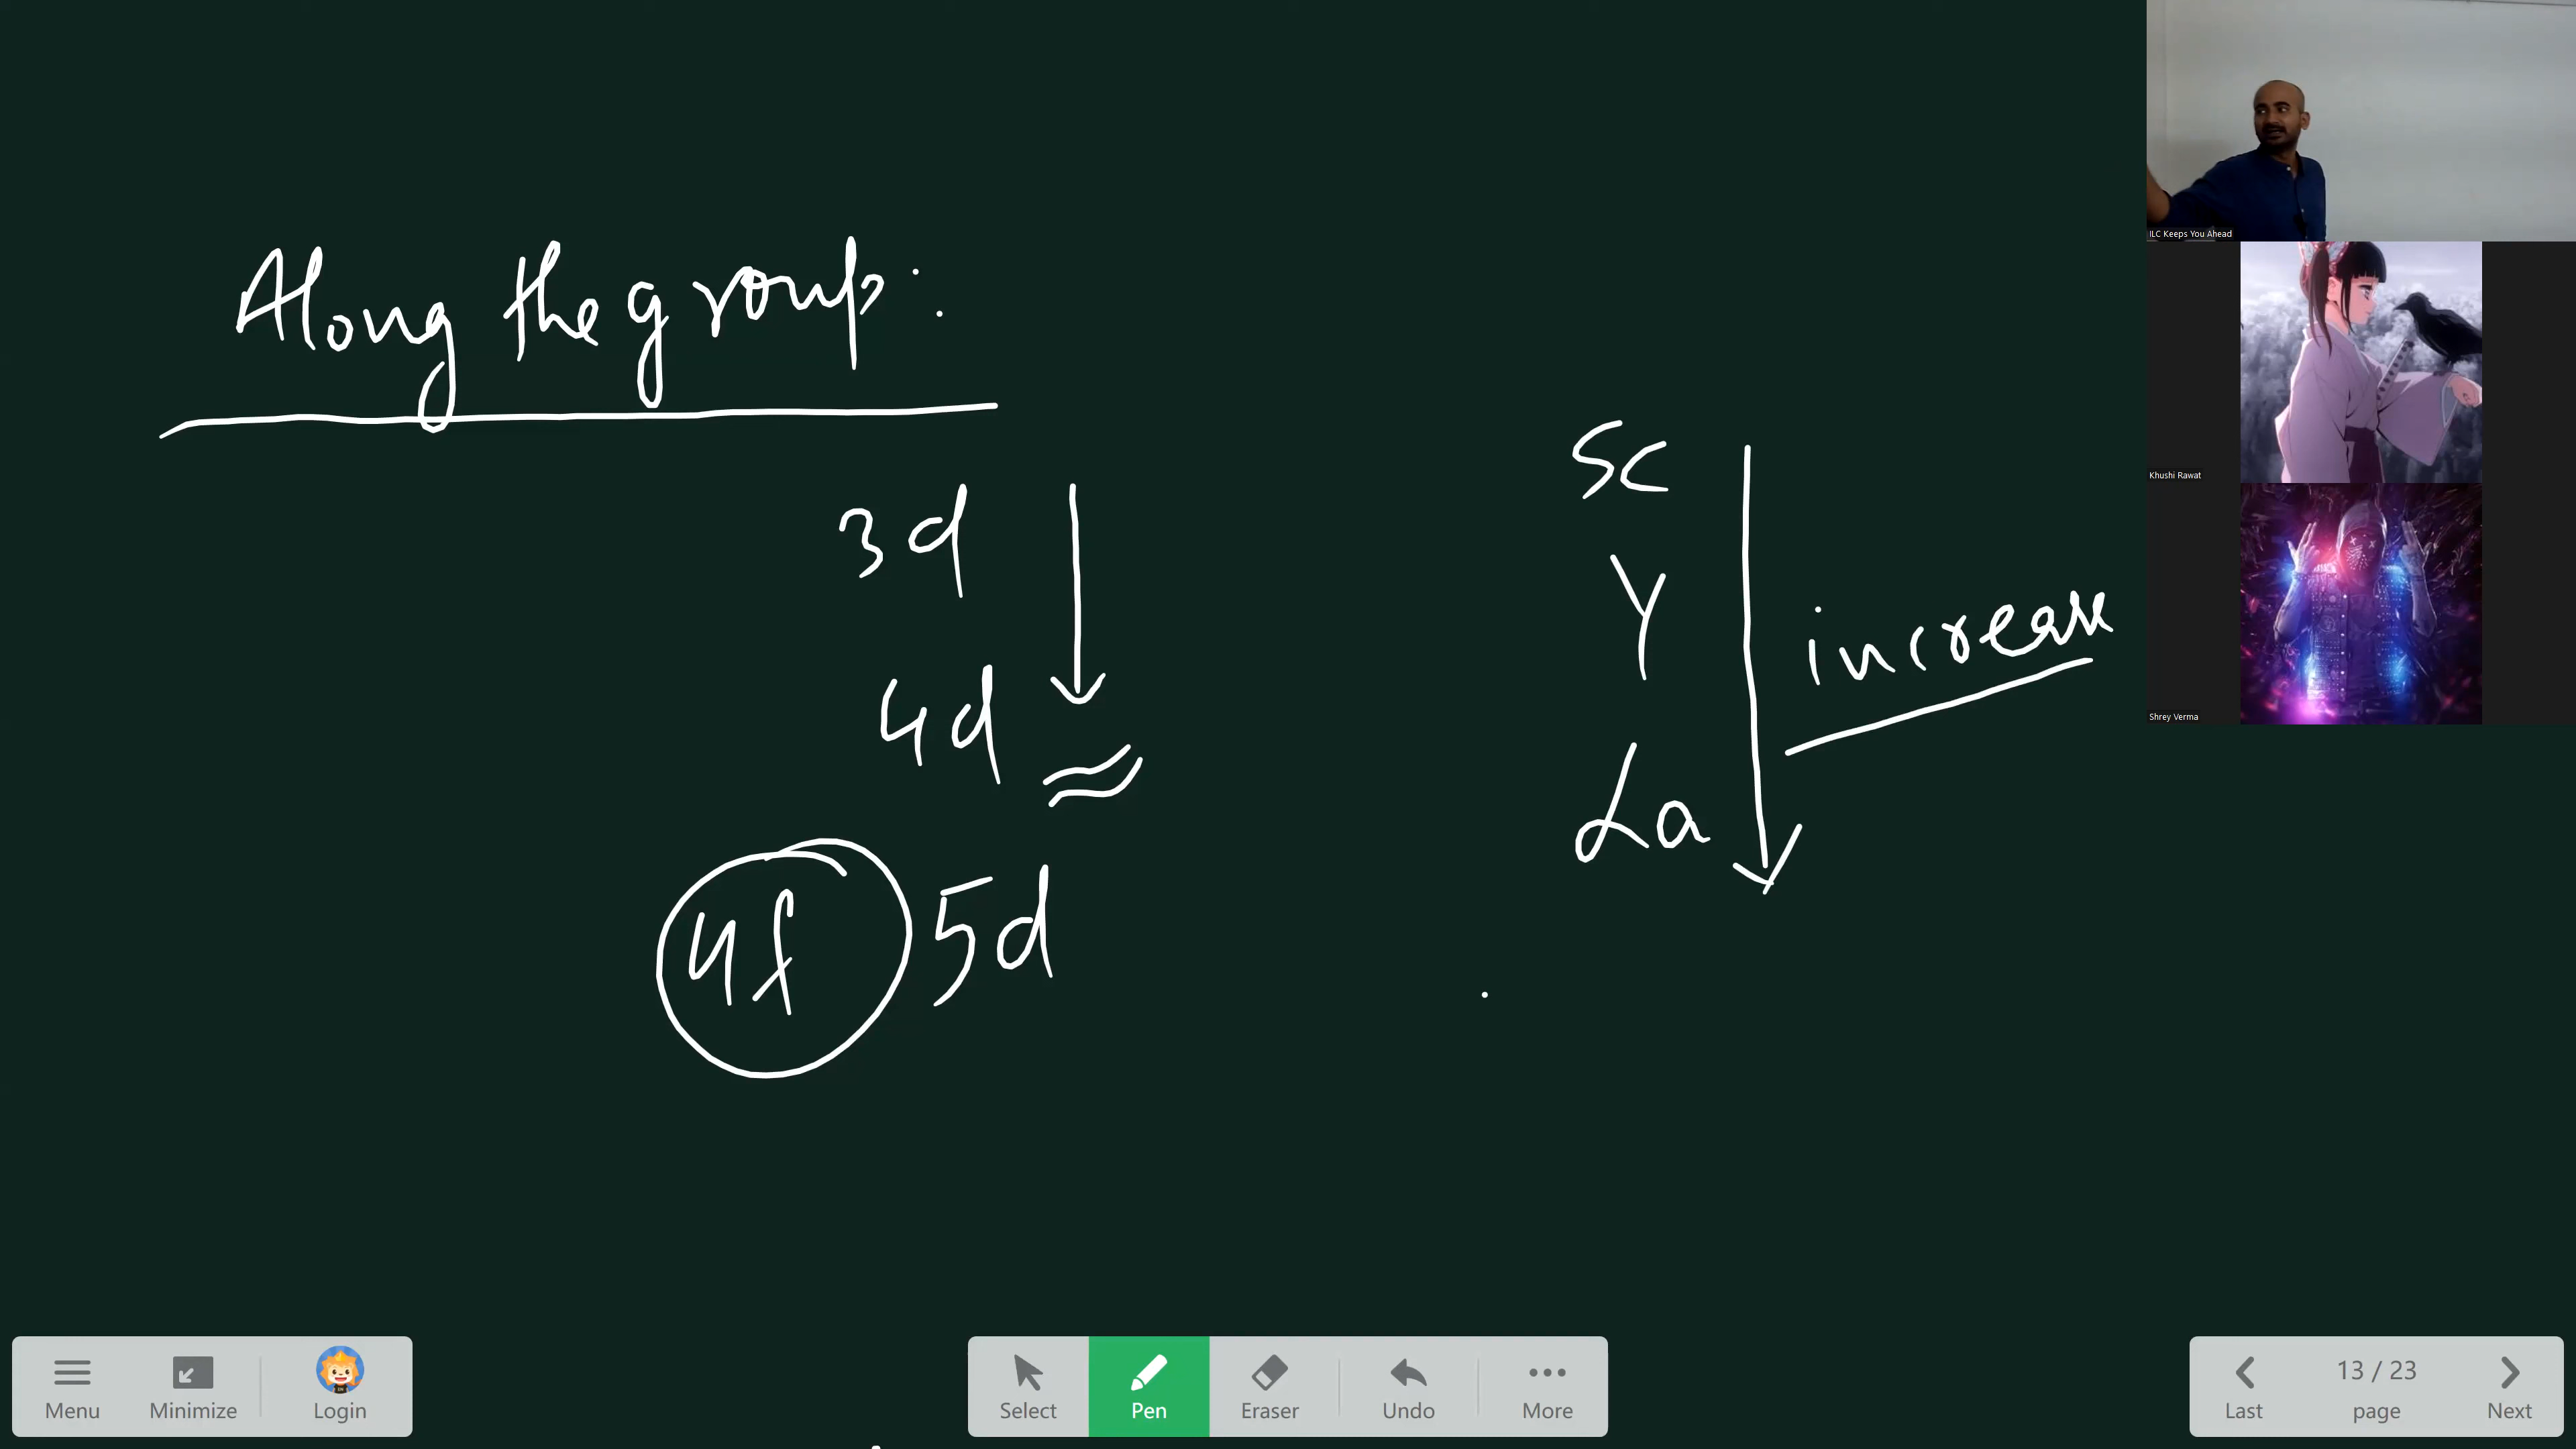 Along the group:
3d
4d
4f 5d
Sc
Y
La
increase
ILC Keeps You Ahead
Khushi Rawat
Shrey Verma
Menu
Minimize
Login
Select
Pen
Eraser
Undo
More
Last
13 / 23
page
Next